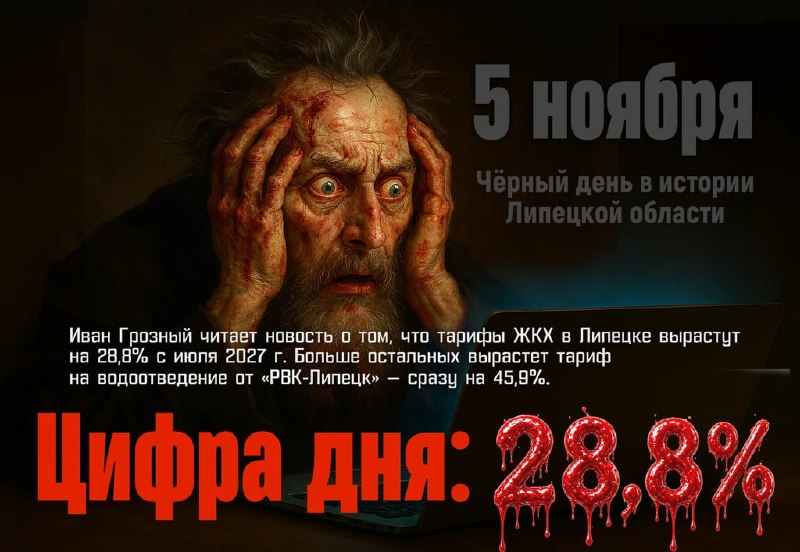 5 ноября
Чёрный день в истории
Липецкой области
Иван Грозный читает новость о том, что тарифы ЖКХ в Липецке вырастут
на 28,8% с июля 2027 г. Больше остальных вырастет тариф
на водоотведение от «РВК-Липецк» — сразу на 45,9%.
Цифра дня: 28,8%